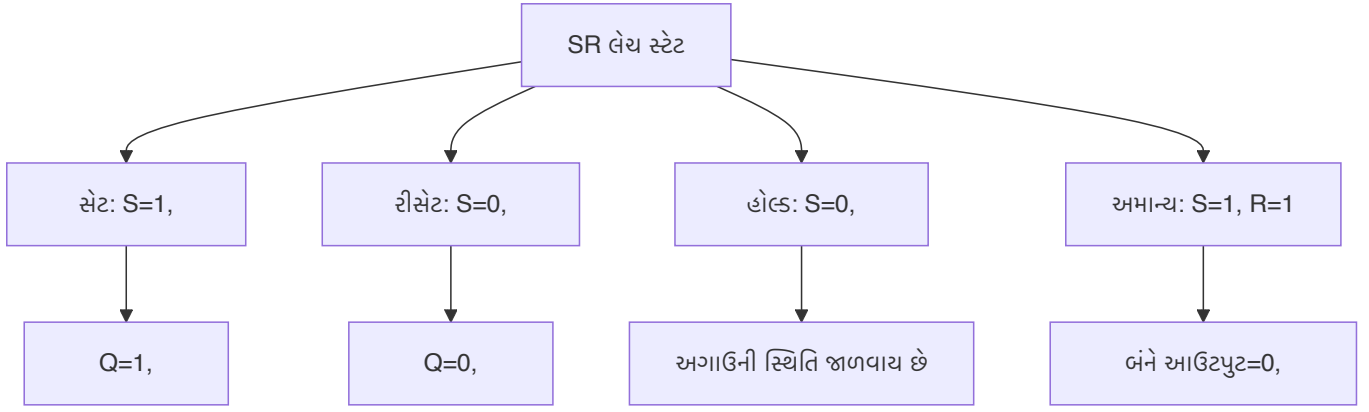 SR લેચ સ્ટેટ
સેટ: S=1,
રીસેટ: S=0,
હોલ્ડ: S=0,
અમાન્ય: S=1, R=1
Q=1,
Q=0,
અગાઉની સ્થિતિ જાળવાય છે
બંને આઉટપુટ=0,